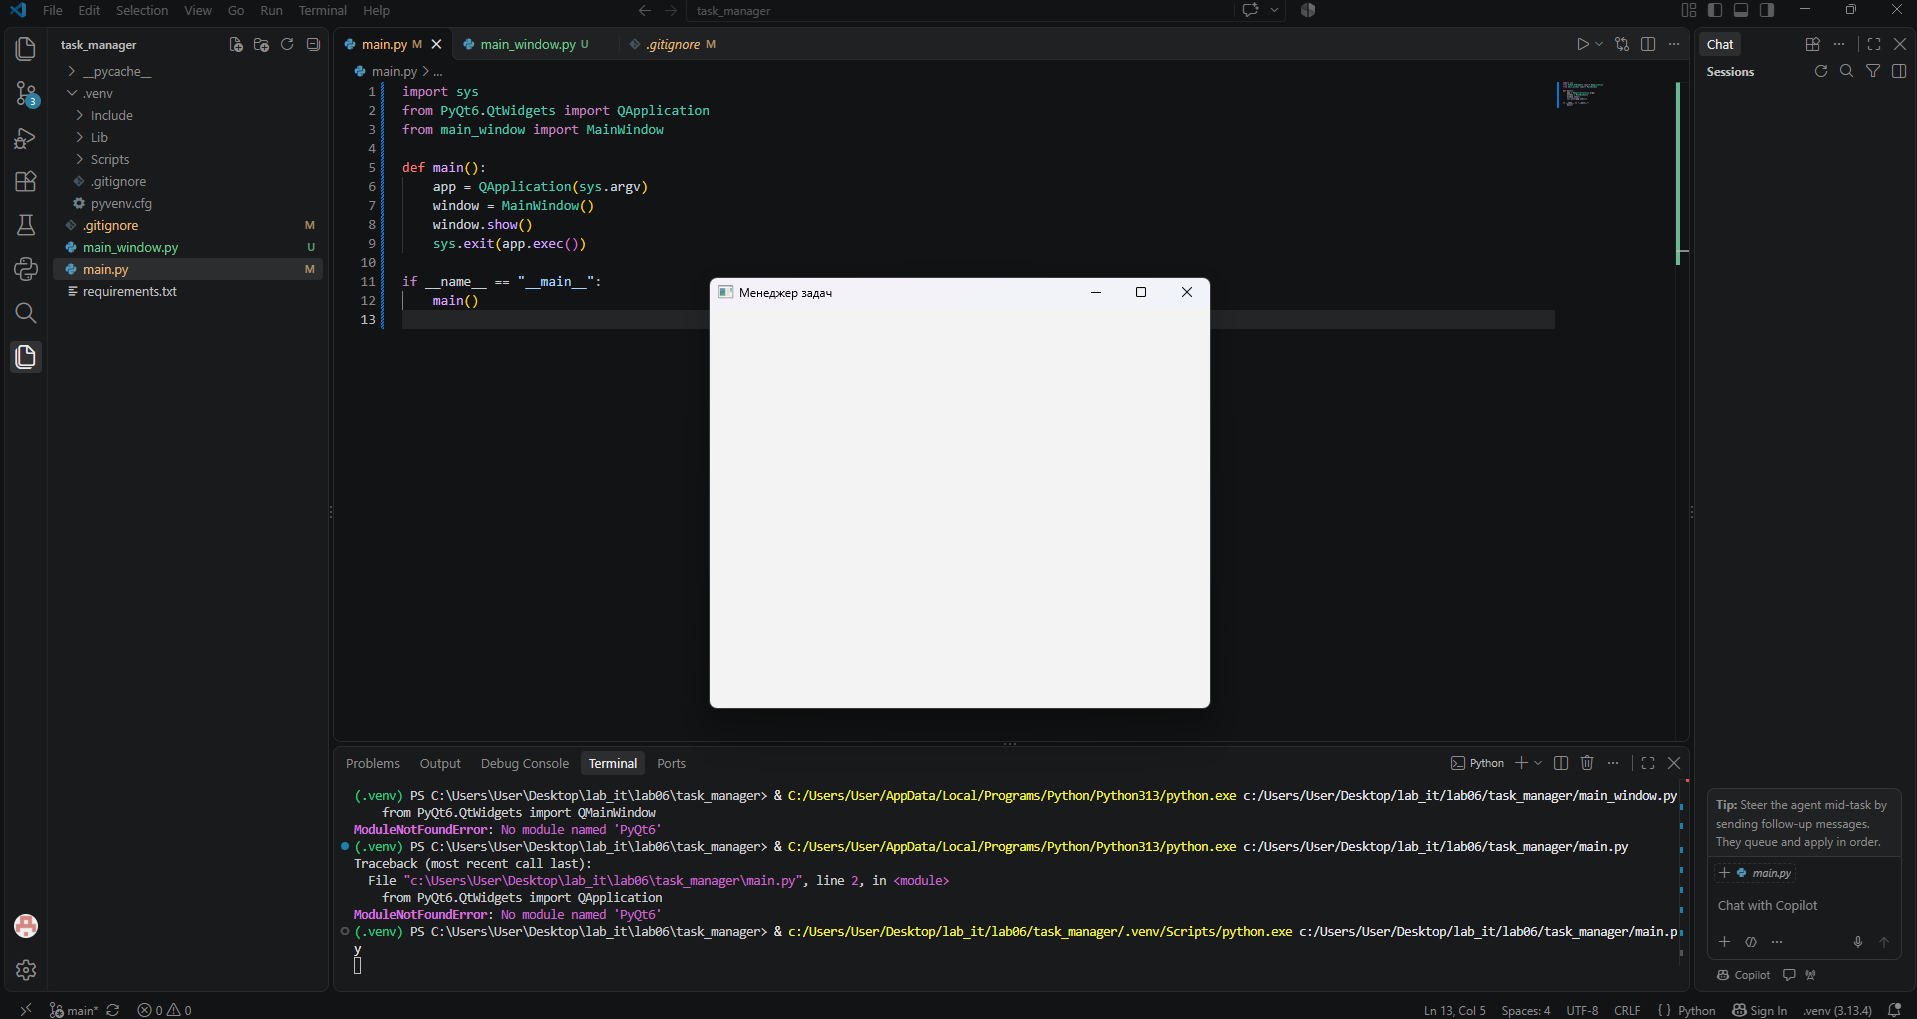 File Edit Selection View Go Run Terminal Help
task_manager
task_manager
__pycache__
.venv
Include
Lib
Scripts
.gitignore
pyvenv.cfg
.gitignore M
main_window.py U
main.py M
requirements.txt
3
main.py M
main_window.py U
.gitignore M
main.py > ...
1 import sys
2 from PyQt6.QtWidgets import QApplication
3 from main_window import MainWindow
4
5 def main():
6 app = QApplication(sys.argv)
7 window = MainWindow()
8 window.show()
9 sys.exit(app.exec())
10
11 if __name__ == "__main__":
12 main()
13
Менеджер задач
Problems Output Debug Console Terminal Ports
Python
(.venv) PS C:\Users\User\Desktop\lab_it\lab06\task_manager> & C:/Users/User/AppData/Local/Programs/Python/Python313/python.exe c:/Users/User/Desktop/lab_it/lab06/task_manager/main_window.py
from PyQt6.QtWidgets import QMainWindow
ModuleNotFoundError: No module named 'PyQt6'
(.venv) PS C:\Users\User\Desktop\lab_it\lab06\task_manager> & C:/Users/User/AppData/Local/Programs/Python/Python313/python.exe c:/Users/User/Desktop/lab_it/lab06/task_manager/main.py
Traceback (most recent call last):
File "c:\Users\User\Desktop\lab_it\lab06\task_manager\main.py", line 2, in <module>
from PyQt6.QtWidgets import QApplication
ModuleNotFoundError: No module named 'PyQt6'
(.venv) PS C:\Users\User\Desktop\lab_it\lab06\task_manager> & c:/Users/User/Desktop/lab_it/lab06/task_manager/.venv/Scripts/python.exe c:/Users/User/Desktop/lab_it/lab06/task_manager/main.p
y
Chat
Sessions
Tip: Steer the agent mid-task by
sending follow-up messages.
They queue and apply in order.
main.py
Chat with Copilot
Copilot
main* 0 0
Ln 13, Col 5 Spaces: 4 UTF-8 CRLF { } Python Sign In .venv (3.13.4)